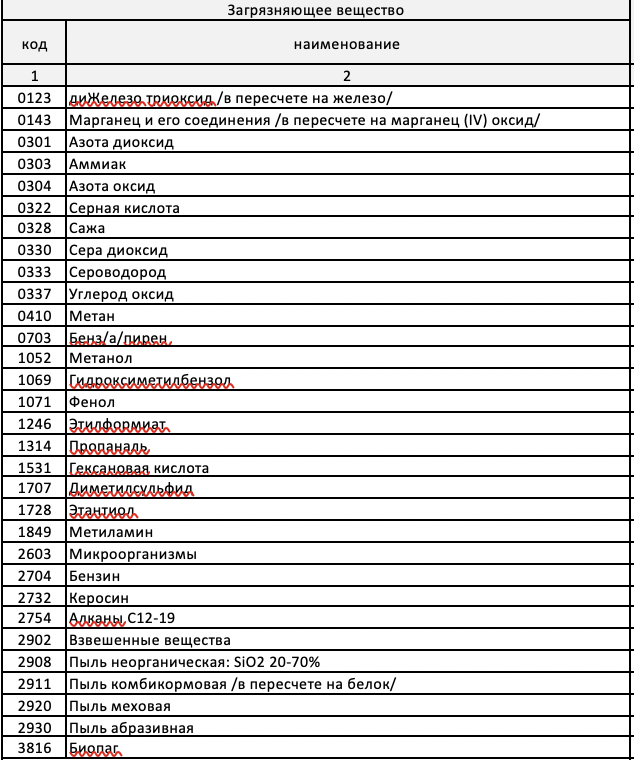 Загрязняющее вещество
код наименование
1 2
0123 диЖелезо триоксид /в пересчете на железо/
0143 Марганец и его соединения /в пересчете на марганец (IV) оксид/
0301 Азота диоксид
0303 Аммиак
0304 Азота оксид
0322 Серная кислота
0328 Сажа
0330 Сера диоксид
0333 Сероводород
0337 Углерод оксид
0410 Метан
0703 Бенз/а/пирен
1052 Метанол
1069 Гидроксиметилбензол
1071 Фенол
1246 Этилформиат
1314 Пропаналь
1531 Гексановая кислота
1707 Диметилсульфид
1728 Этантиол
1849 Метиламин
2603 Микроорганизмы
2704 Бензин
2732 Керосин
2754 Алканы С12-19
2902 Взвешенные вещества
2908 Пыль неорганическая: SiO2 20-70%
2911 Пыль комбикормовая /в пересчете на белок/
2920 Пыль меховая
2930 Пыль абразивная
3816 Биопаг